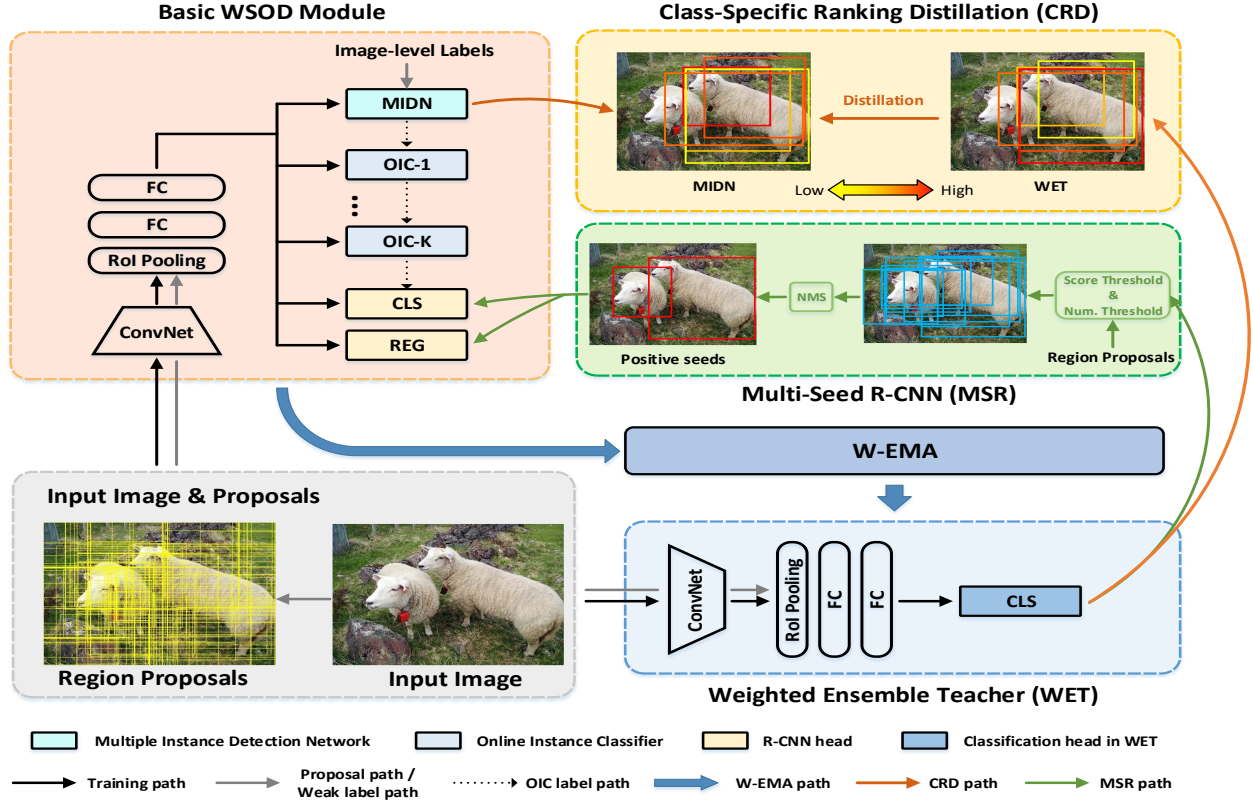 Basic WSOD Module
Image-level Labels
MIDN
OIC-1
OIC-K
CLS
REG
FC
FC
RoI Pooling
ConvNet
Class-Specific Ranking Distillation (CRD)
Distillation
MIDN
Low
High
WET
Positive seeds
NMS
Score Threshold
&
Num. Threshold
Region Proposals
Multi-Seed R-CNN (MSR)
W-EMA
Input Image & Proposals
Region Proposals
Input Image
ConvNet
RoI Pooling
FC
FC
CLS
Weighted Ensemble Teacher (WET)
Multiple Instance Detection Network
Online Instance Classifier
R-CNN head
Classification head in WET
Training path
Proposal path /
Weak label path
OIC label path
W-EMA path
CRD path
MSR path